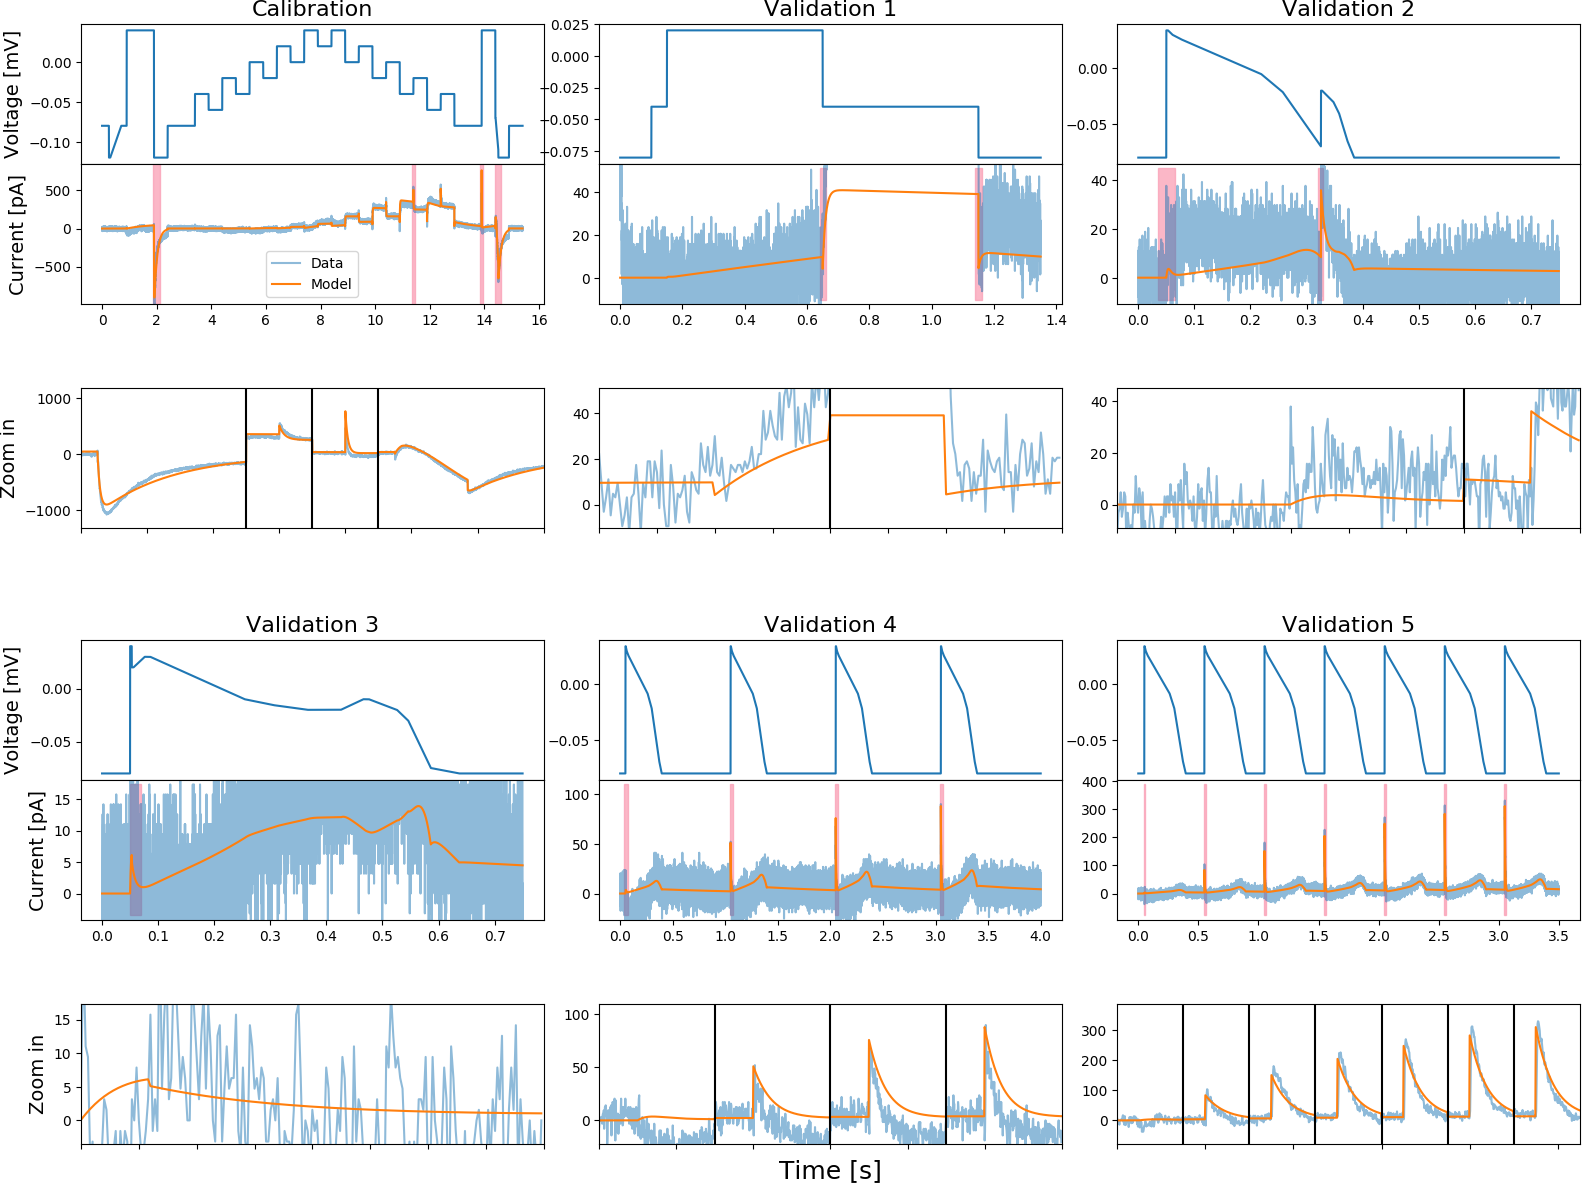 Calibration
Validation 1
Validation 2
Voltage [mV]
0.00
−0.05
−0.10
0.025
0.000
−0.025
−0.050
−0.075
0.00
−0.05
Current [pA]
500
0
−500
Data
Model
40
20
0
40
20
0
0 2 4 6 8 10 12 14 16
0.0 0.2 0.4 0.6 0.8 1.0 1.2 1.4
0.0 0.1 0.2 0.3 0.4 0.5 0.6 0.7
Zoom in
1000
0
−1000
40
20
0
40
20
0
Validation 3
Validation 4
Validation 5
Voltage [mV]
0.00
−0.05
0.00
−0.05
0.00
−0.05
Current [pA]
15
10
5
0
100
50
0
400
300
200
100
0
0.0 0.1 0.2 0.3 0.4 0.5 0.6 0.7
0.0 0.5 1.0 1.5 2.0 2.5 3.0 3.5 4.0
0.0 0.5 1.0 1.5 2.0 2.5 3.0 3.5
Zoom in
15
10
5
0
100
50
0
300
200
100
0
Time [s]